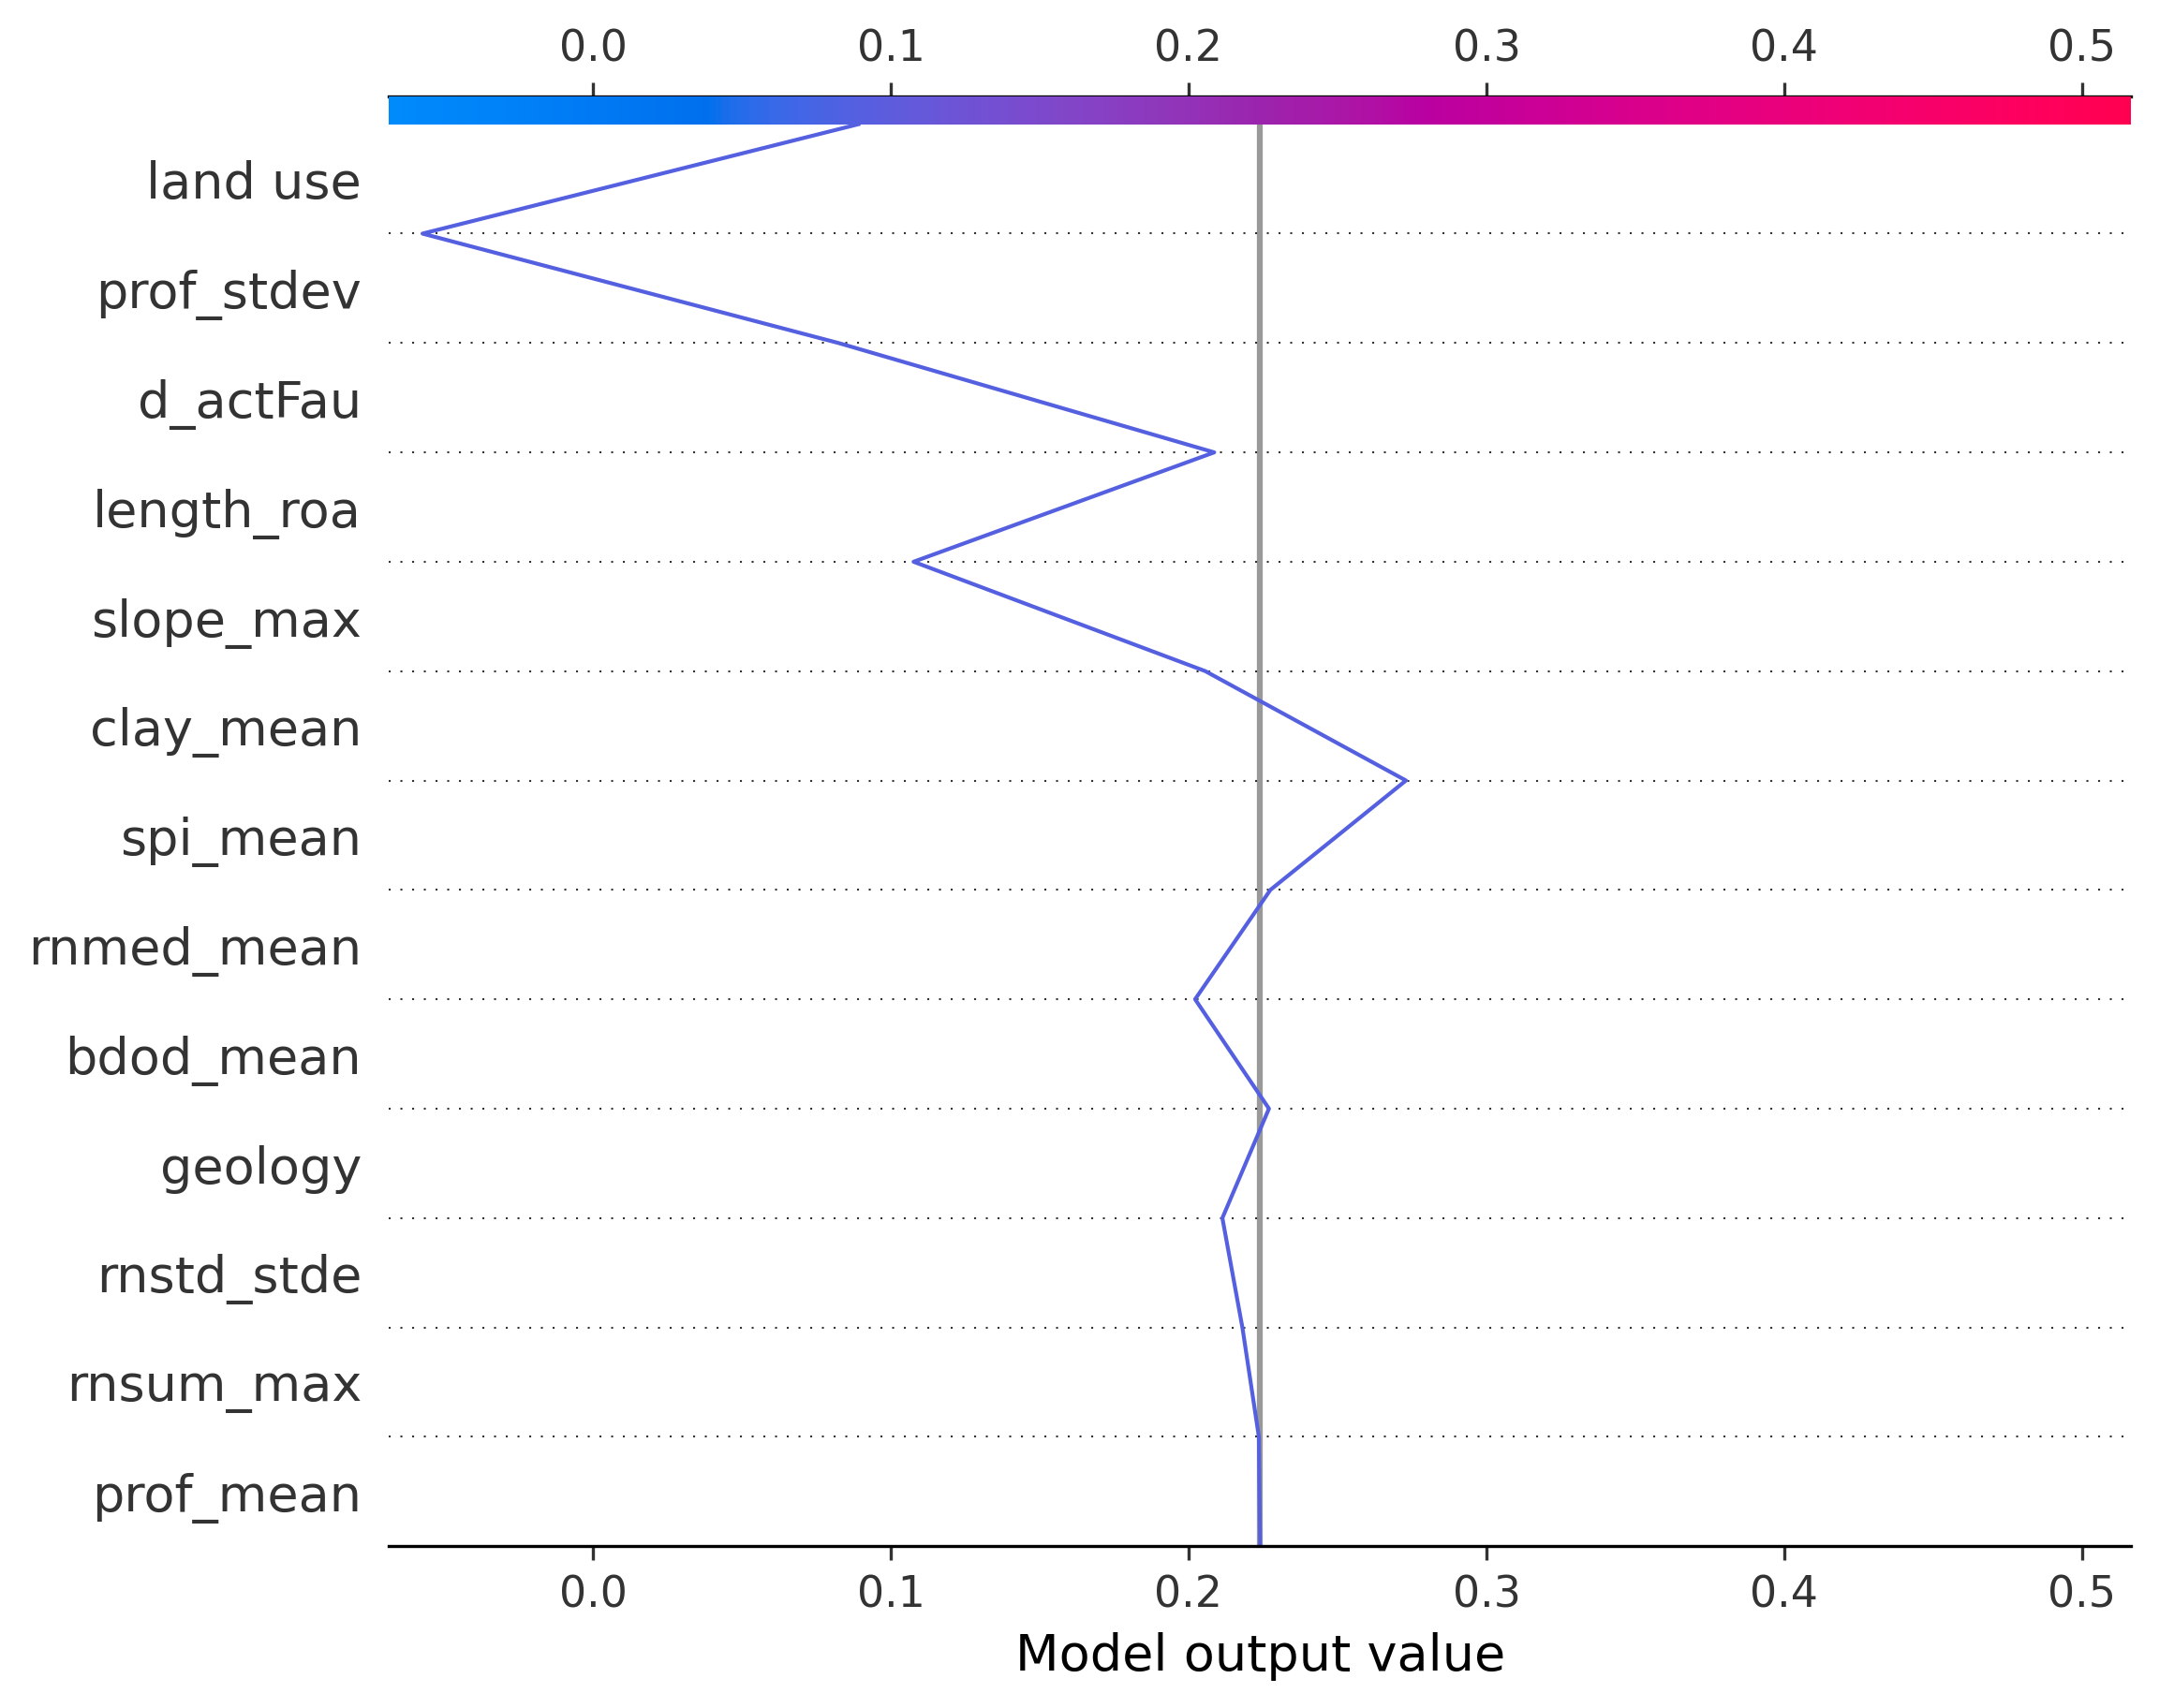 0.0 0.1 0.2 0.3 0.4 0.5
land use
prof_stdev
d_actFau
length_roa
slope_max
clay_mean
spi_mean
rnmed_mean
bdod_mean
geology
rnstd_stde
rnsum_max
prof_mean
0.0 0.1 0.2 0.3 0.4 0.5
Model output value